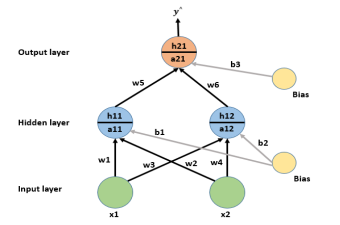 y^
h21
Output layer
a21
b3
w5
w6
Bias
h11
h12
Hidden layer
b1
a11
a12
b2
w1
w3
w2
w4
Bias
Input layer
x1
x2